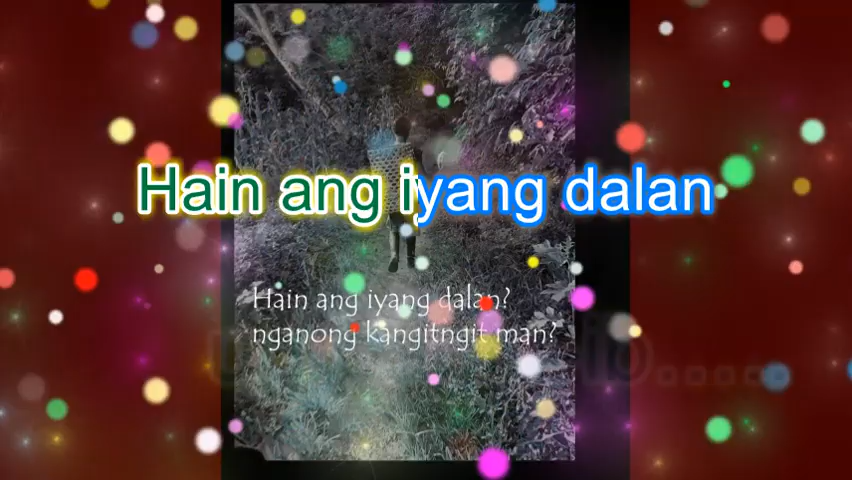 Hain ang iyang dalan
Hain ang iyang dalan?
nganong kangitngit man?